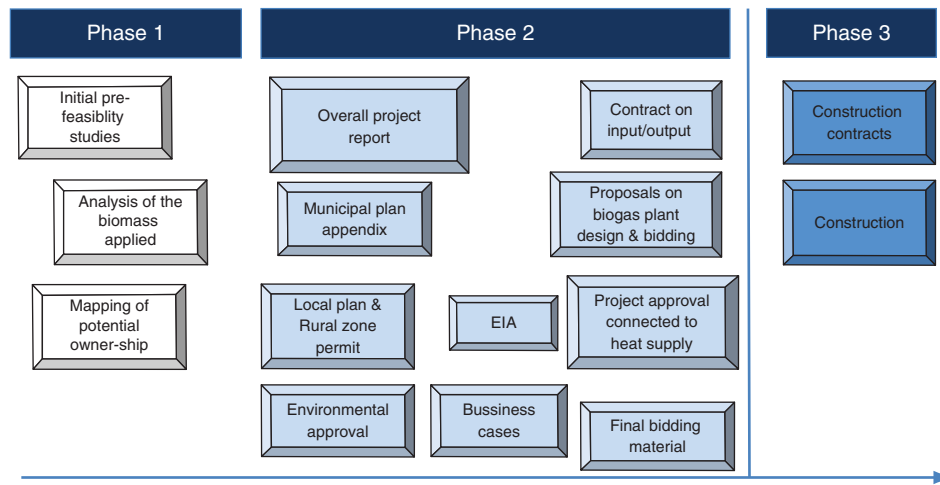 Phase 1
Phase 2
Phase 3
Initial pre-
feasiblity
studies
Analysis of the
biomass
applied
Mapping of
potential
owner-ship
Overall project
report
Contract on
input/output
Municipal plan
appendix
Proposals on
biogas plant
design & bidding
Local plan &
Rural zone
permit
EIA
Project approval
connected to
heat supply
Environmental
approval
Bussiness
cases
Final bidding
material
Construction
contracts
Construction